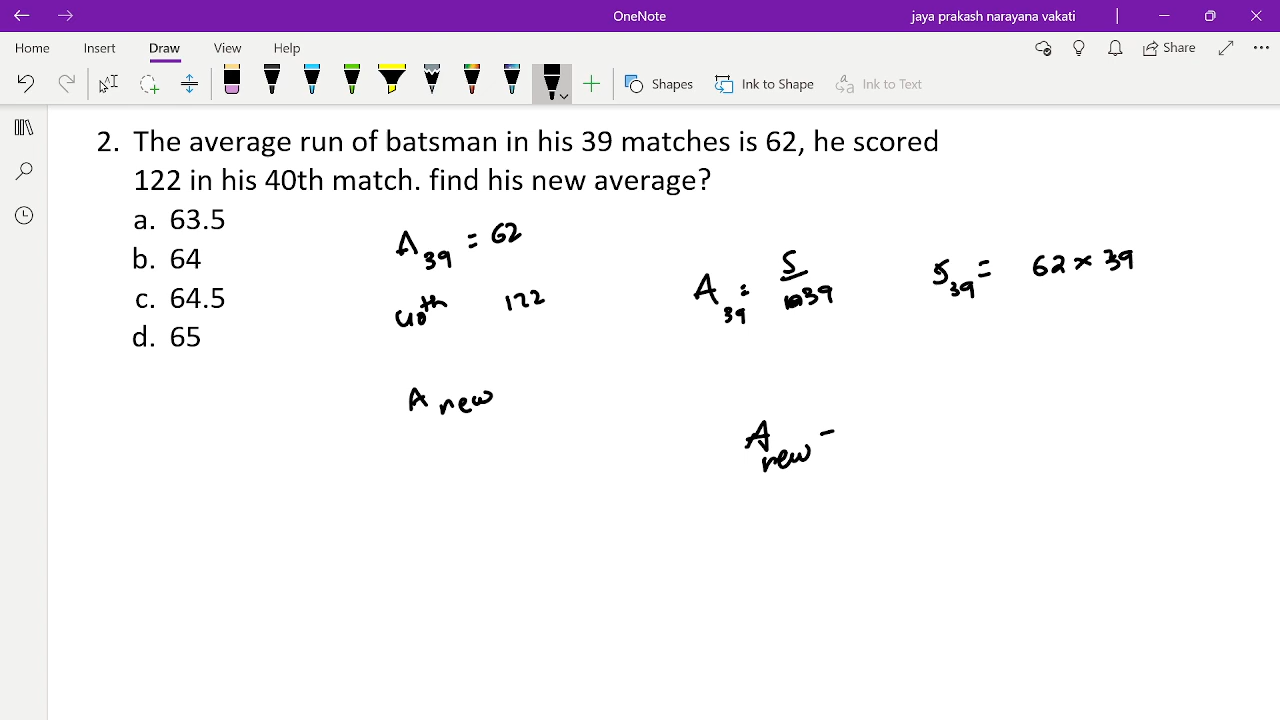 OneNote
jaya prakash narayana vakati
Home Insert Draw View Help
Share
Shapes Ink to Shape Ink to Text
2. The average run of batsman in his 39 matches is 62, he scored
122 in his 40th match. find his new average?
a. 63.5
b. 64
c. 64.5
d. 65
A39 = 62
40th 122
A new
A39 = S/39
S39 = 62 × 39
A new -